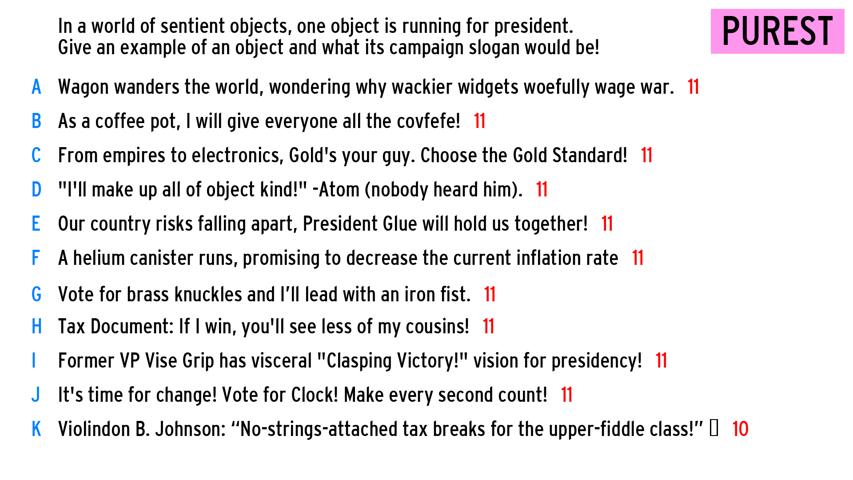 In a world of sentient objects, one object is running for president.
Give an example of an object and what its campaign slogan would be!
PUREST
A Wagon wanders the world, wondering why wackier widgets woefully wage war. 11
B As a coffee pot, I will give everyone all the covfefe! 11
C From empires to electronics, Gold's your guy. Choose the Gold Standard! 11
D "I'll make up all of object kind!" -Atom (nobody heard him). 11
E Our country risks falling apart, President Glue will hold us together! 11
F A helium canister runs, promising to decrease the current inflation rate 11
G Vote for brass knuckles and I’ll lead with an iron fist. 11
H Tax Document: If I win, you'll see less of my cousins! 11
I Former VP Vise Grip has visceral "Clasping Victory!" vision for presidency! 11
J It's time for change! Vote for Clock! Make every second count! 11
K Violindon B. Johnson: “No-strings-attached tax breaks for the upper-fiddle class!” ▯ 10